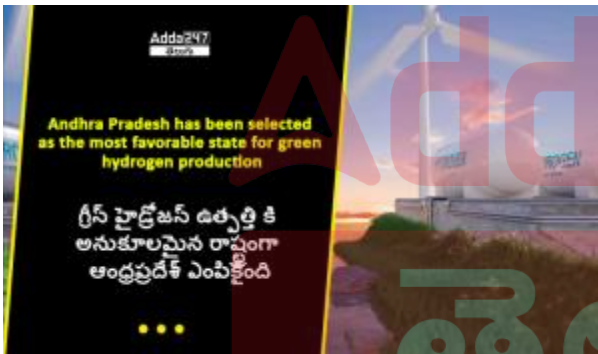 Adda247
తెలుగు
Andhra Pradesh has been selected
as the most favorable state for green
hydrogen production
గ్రీన్ హైడ్రోజన్ ఉత్పత్తి కి
అనుకూలమైన రాష్ట్రంగా
ఆంధ్రప్రదేశ్ ఎంపికైంది